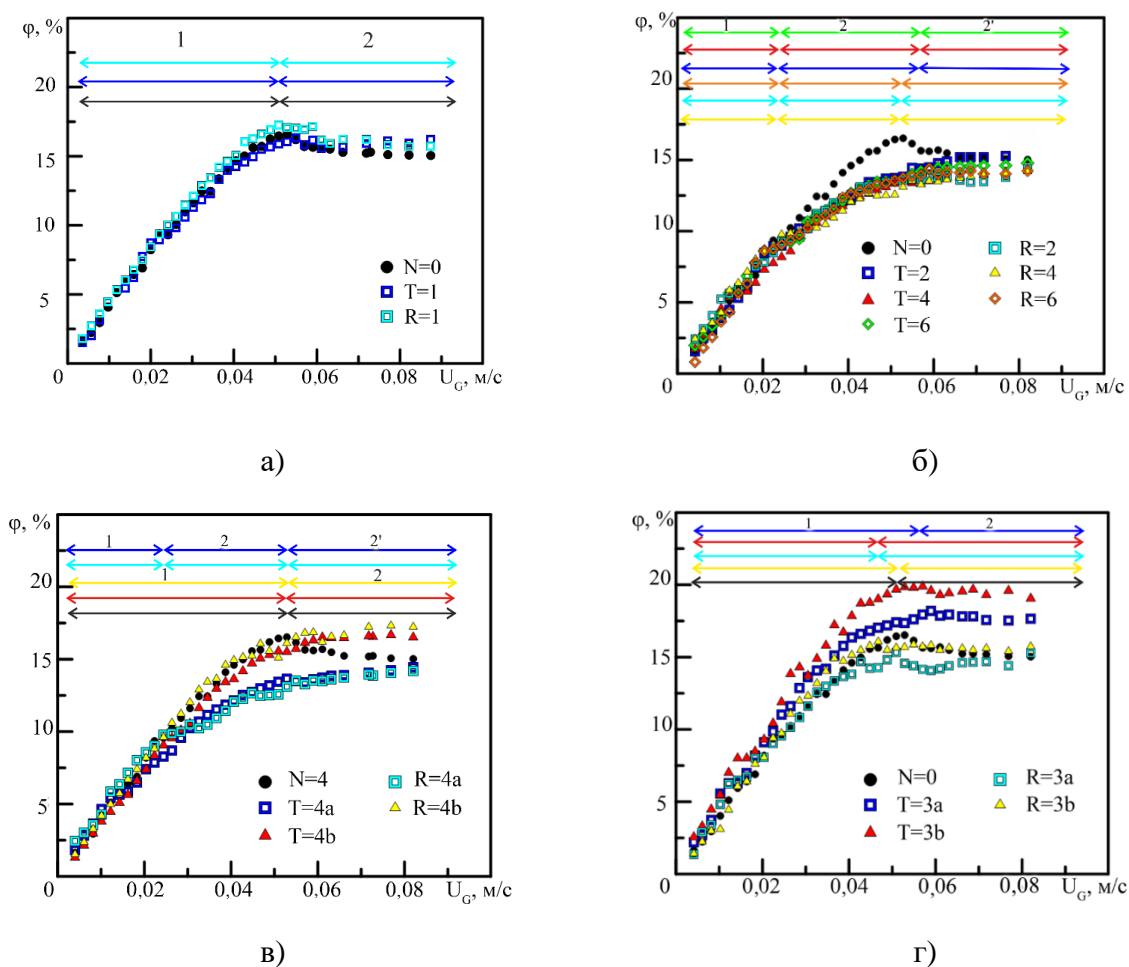 φ, %
1
2
20
15
10
5
0
0,02
0,04
0,06
0,08
U_G, м/с
N=0
T=1
R=1
а)
φ, %
1
2
2'
20
15
10
5
0
0,02
0,04
0,06
0,08
U_G, м/с
N=0
T=2
T=4
T=6
R=2
R=4
R=6
б)
φ, %
1
2
2'
1
2
20
15
10
5
0
0,02
0,04
0,06
0,08
U_G, м/с
N=4
T=4a
T=4b
R=4a
R=4b
в)
φ, %
1
2
20
15
10
5
0
0,02
0,04
0,06
0,08
U_G, м/с
N=0
T=3a
T=3b
R=3a
R=3b
г)